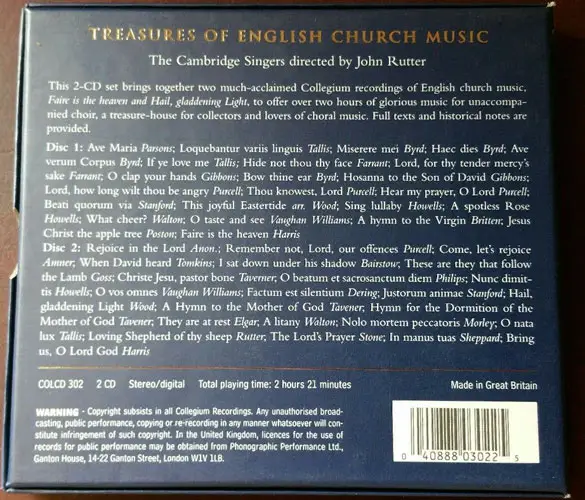 TREASURES OF ENGLISH CHURCH MUSIC
The Cambridge Singers directed by John Rutter
This 2-CD set brings together two much-acclaimed Collegium recordings of English church music,
Faire is the heaven and Hail, gladdening Light, to offer over two hours of glorious music for unaccompa-
nied choir, a treasure-house for collectors and lovers of choral music. Full texts and historical notes are
provided.
Disc 1: Ave Maria Parsons; Loquebantur variis linguis Tallis; Miserere mei Byrd; Haec dies Byrd; Ave
verum Corpus Byrd; If ye love me Tallis; Hide not thou thy face Farrant; Lord, for thy tender mercy's
sake Farrant; O clap your hands Gibbons; Bow thine ear Byrd; Hosanna to the Son of David Gibbons;
Lord, how long wilt thou be angry Purcell; Thou knowest, Lord Purcell; Hear my prayer, O Lord Purcell;
Beati quorum via Stanford; This joyful Eastertide arr. Wood; Sing lullaby Howells; A spotless Rose
Howells; What cheer? Walton; O taste and see Vaughan Williams; A hymn to the Virgin Britten; Jesus
Christ the apple tree Poston; Faire is the heaven Harris
Disc 2: Rejoice in the Lord Anon.; Remember not, Lord, our offences Purcell; Come, let's rejoice
Amner; When David heard Tomkins; I sat down under his shadow Bairstow; These are they that follow
the Lamb Goss; Christe Jesu, pastor bone Taverner; O beatum et sacrosanctum diem Philips; Nunc dimit-
tis Howells; O vos omnes Vaughan Williams; Factum est silentium Dering; Justorum animae Stanford; Hail,
gladdening Light Wood; A Hymn to the Mother of God Tavener; Hymn for the Dormition of the
Mother of God Tavener; They are at rest Elgar; A litany Walton; Nolo mortem peccatoris Morley; O nata
lux Tallis; Loving Shepherd of thy sheep Rutter; The Lord's Prayer Stone; In manus tuas Sheppard; Bring
us, O Lord God Harris
COLCD 302 2 CD Stereo/digital Total playing time: 2 hours 21 minutes Made in Great Britain
WARNING - Copyright subsists in all Collegium Recordings. Any unauthorised broad-
casting, public performance, copying or re-recording in any manner whatsoever will con-
stitute infringement of such copyright. In the United Kingdom, licences for the use of
records for public performance may be obtained from Phonographic Performance Ltd.,
Ganton House, 14-22 Ganton Street, London W1V 1LB.
0 40888 03022 5